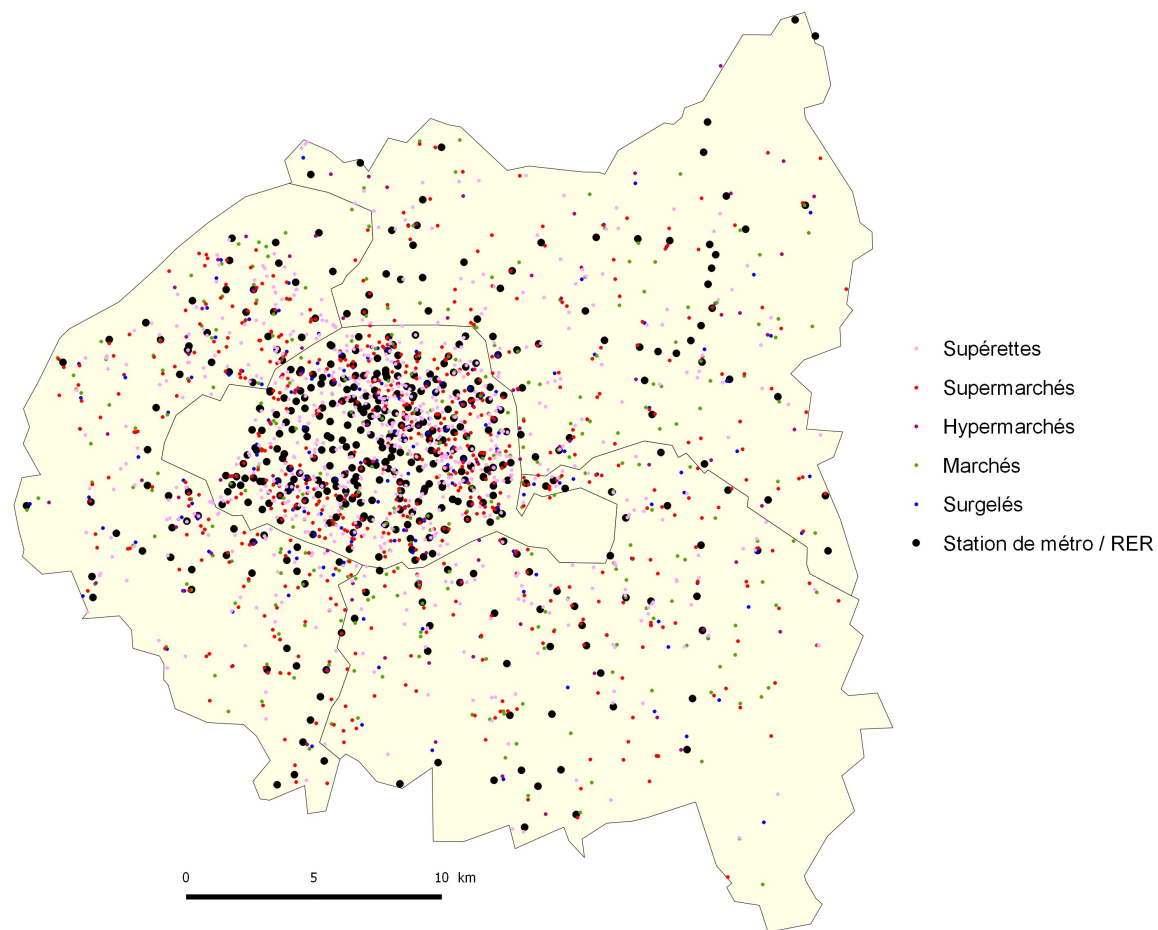 Supérettes
Supermarchés
Hypermarchés
Marchés
Surgelés
Station de métro / RER
0 5 10 km